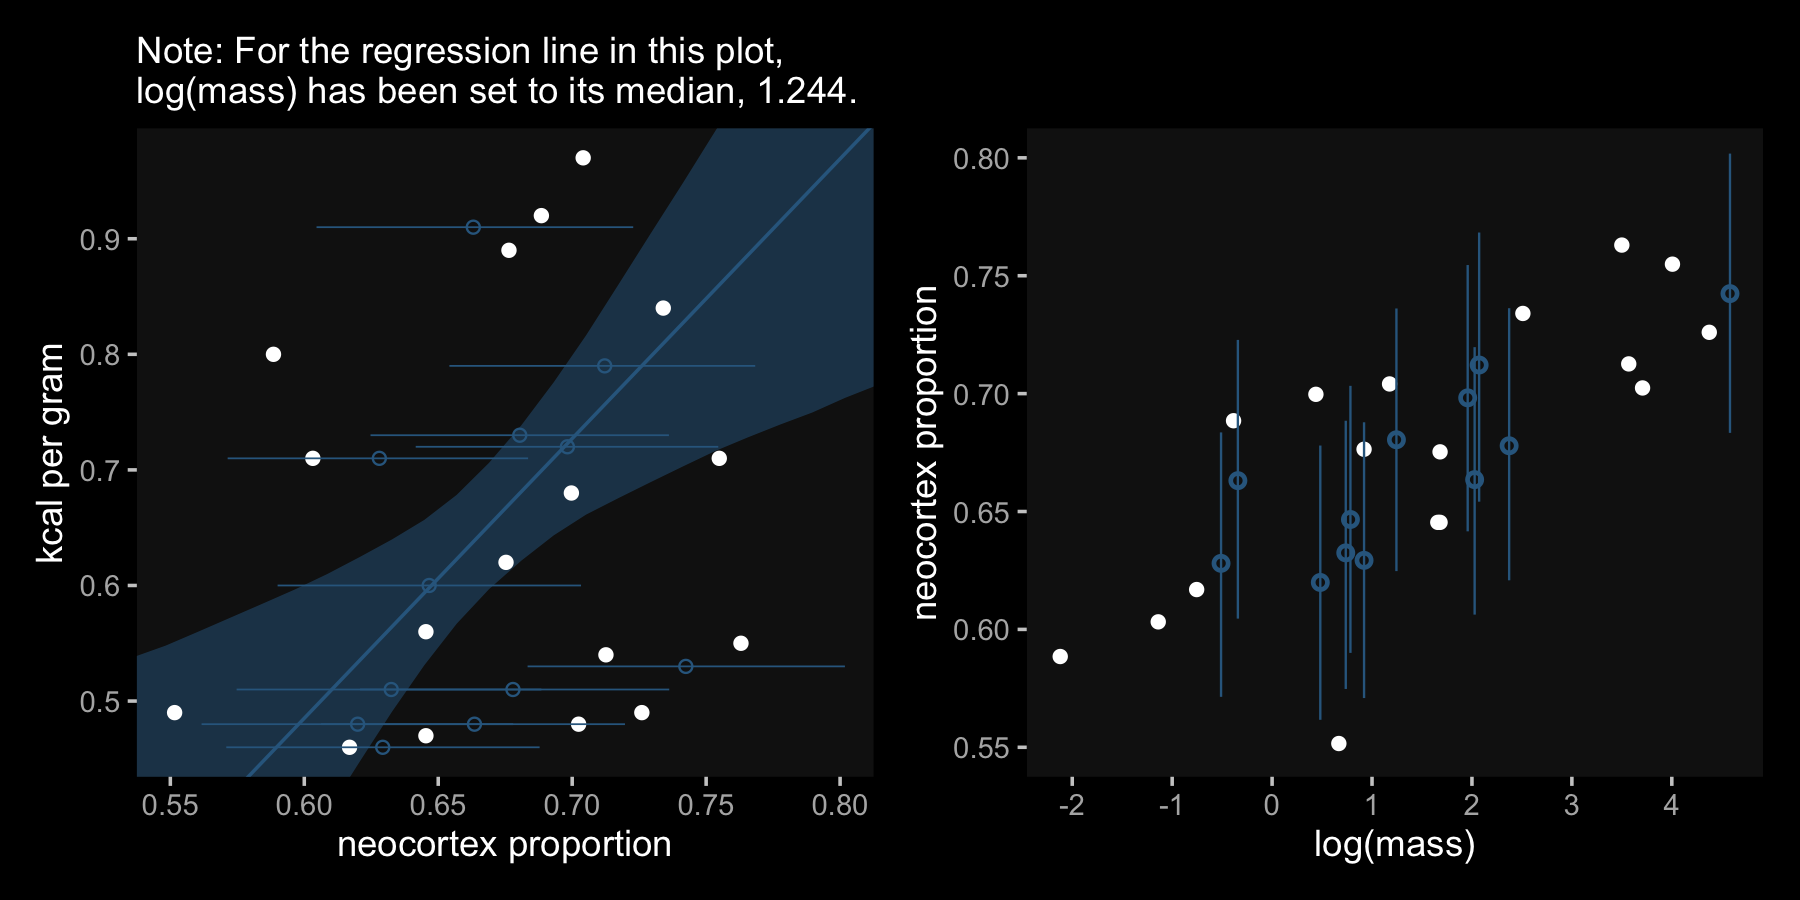 Note: For the regression line in this plot,
log(mass) has been set to its median, 1.244.
kcal per gram
0.9
0.8
0.7
0.6
0.5
0.55 0.60 0.65 0.70 0.75 0.80
neocortex proportion
neocortex proportion
0.80
0.75
0.70
0.65
0.60
0.55
-2 -1 0 1 2 3 4
log(mass)